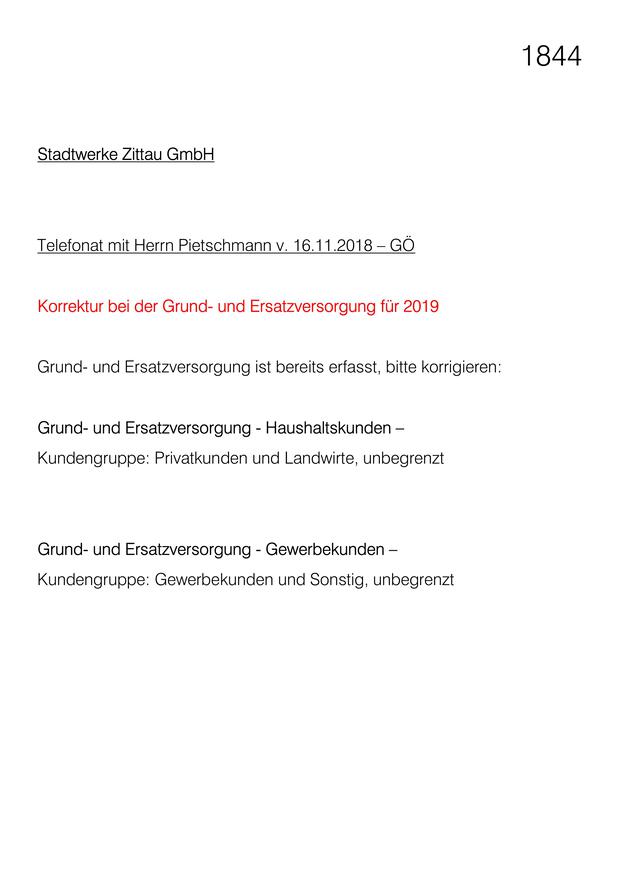 1844
Stadtwerke Zittau GmbH
Telefonat mit Herrn Pietschmann v. 16.11.2018 – GÖ
Korrektur bei der Grund- und Ersatzversorgung für 2019
Grund- und Ersatzversorgung ist bereits erfasst, bitte korrigieren:
Grund- und Ersatzversorgung - Haushaltskunden –
Kundengruppe: Privatkunden und Landwirte, unbegrenzt
Grund- und Ersatzversorgung - Gewerbekunden –
Kundengruppe: Gewerbekunden und Sonstig, unbegrenzt